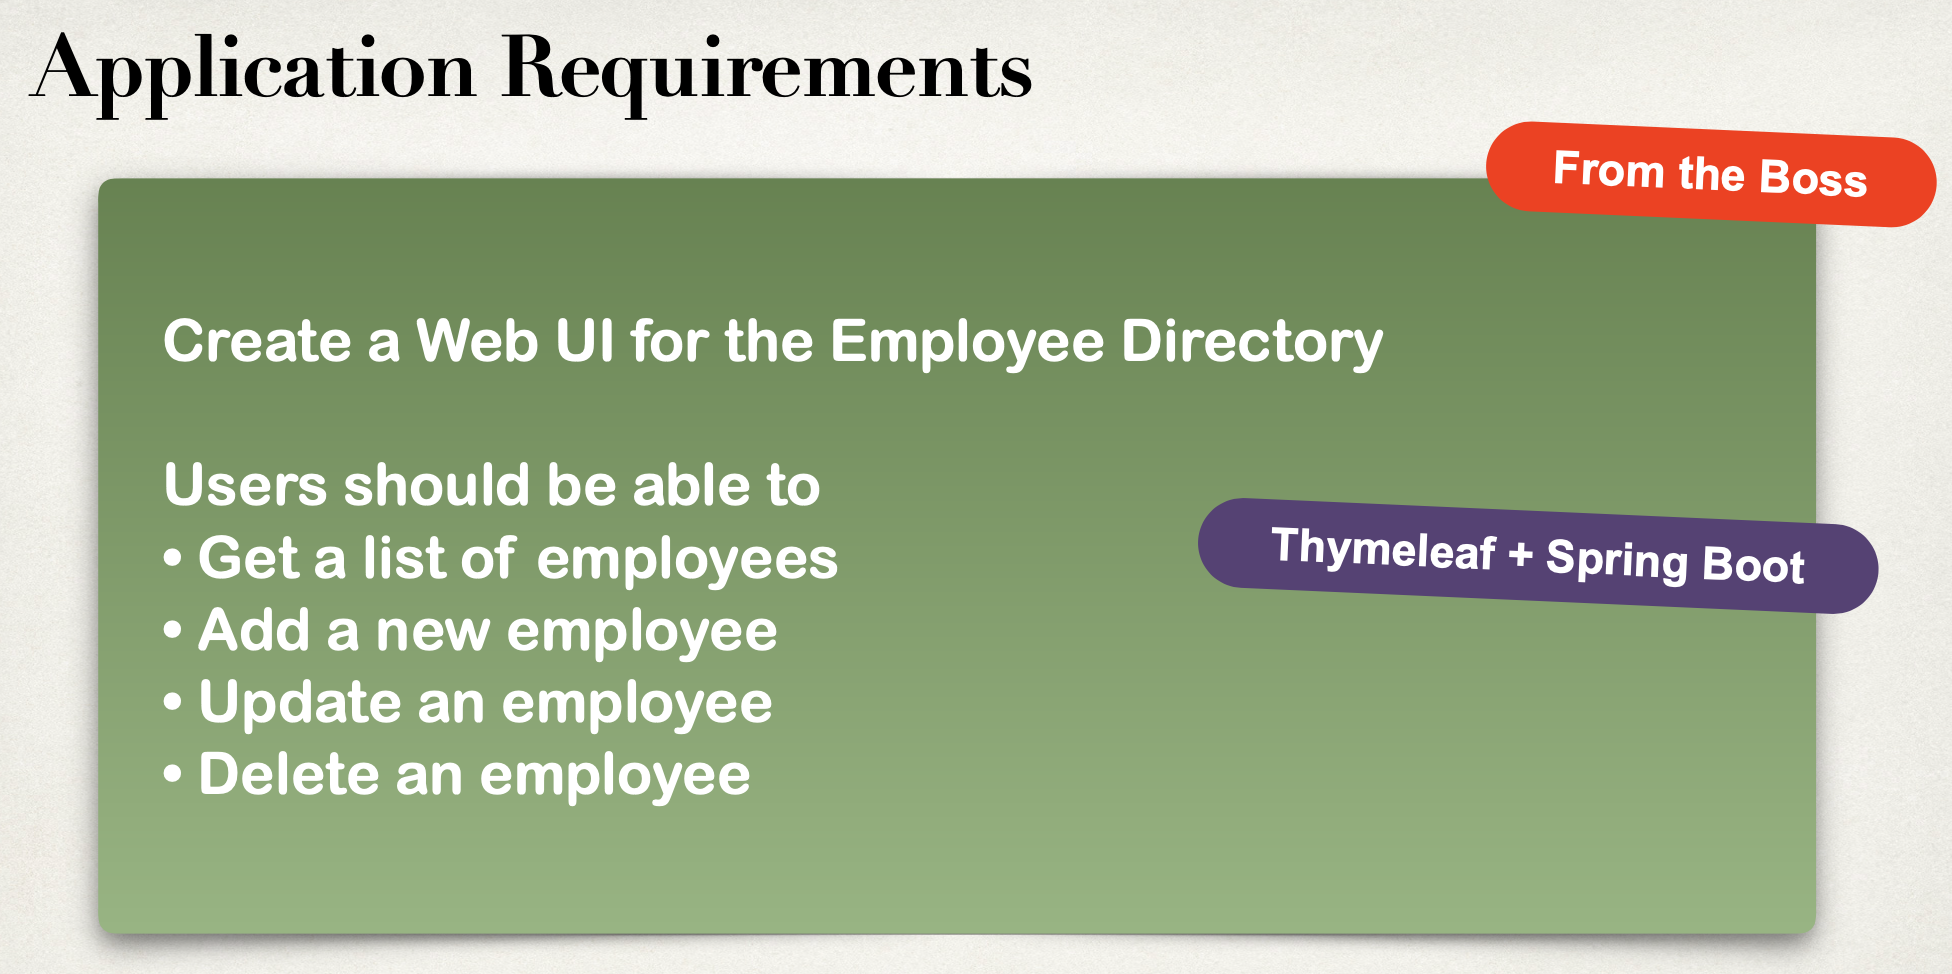 Application Requirements
From the Boss
Create a Web UI for the Employee Directory
Users should be able to
• Get a list of employees
Thymeleaf + Spring Boot
• Add a new employee
• Update an employee
• Delete an employee